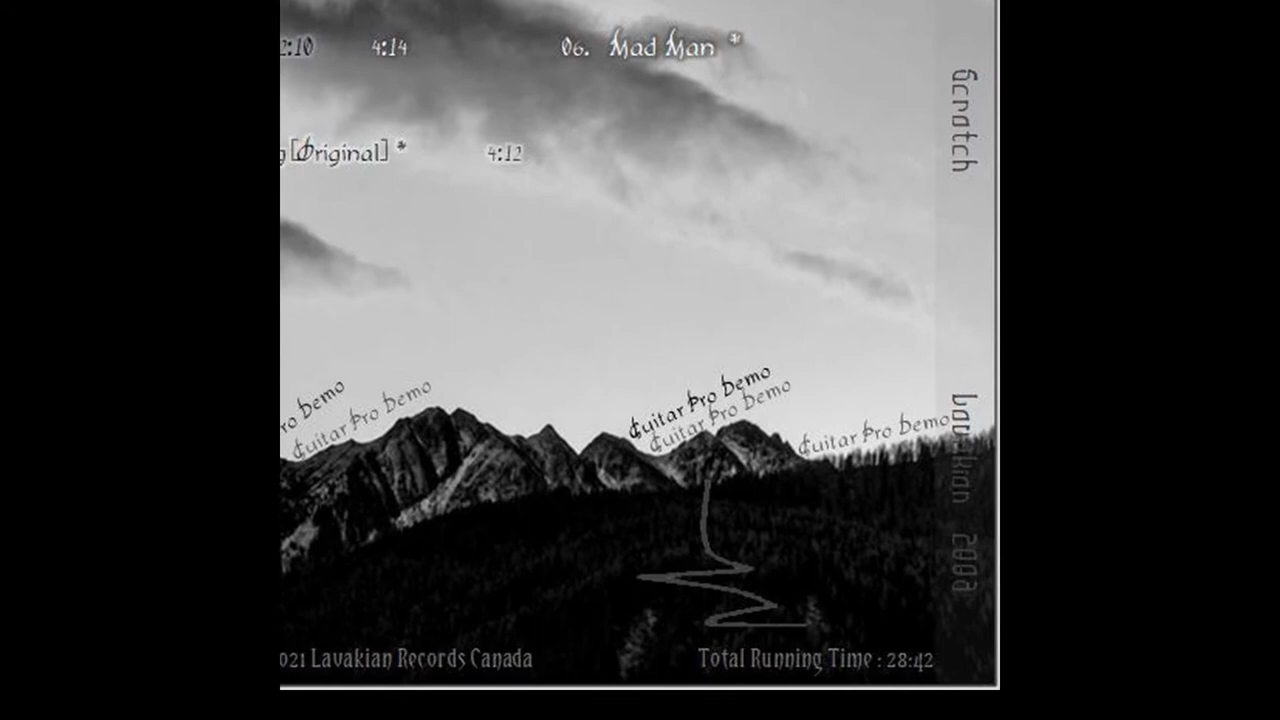 2:10 4:14 06. Mad Man *
[Original] * 4:12
Scratch
Guitar Pro Demo
Guitar Pro Demo
Guitar Pro Demo
Guitar Pro Demo
ro Demo
Lavakian 2008
021 Lavakian Records Canada
Total Running Time : 28:42